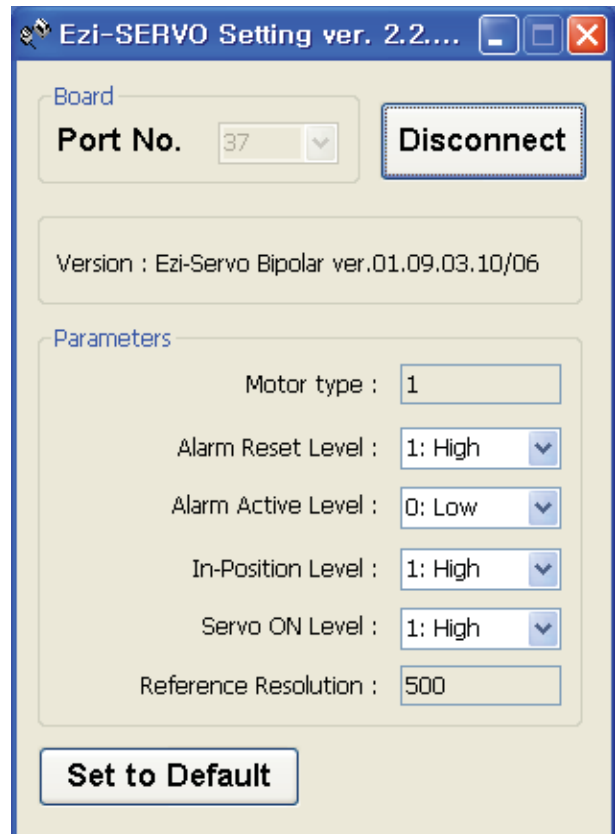 Ezi-SERVO Setting ver. 2.2....
Board
Port No. 37
Disconnect
Version : Ezi-Servo Bipolar ver.01.09.03.10/06
Parameters
Motor type : 1
Alarm Reset Level : 1: High
Alarm Active Level : 0: Low
In-Position Level : 1: High
Servo ON Level : 1: High
Reference Resolution : 500
Set to Default